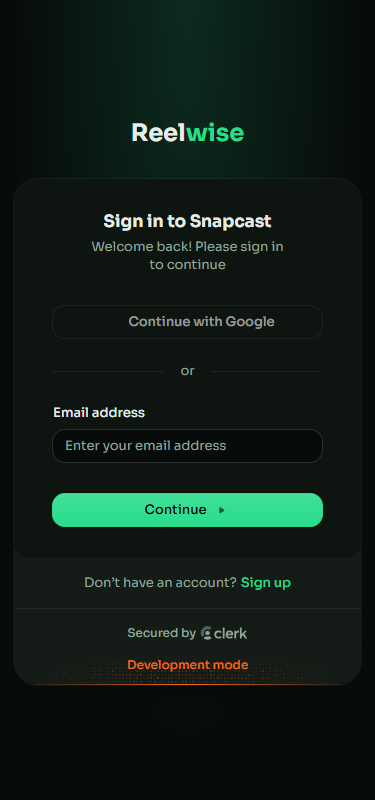 Reelwise
Sign in to Snapcast
Welcome back! Please sign in
to continue
Continue with Google
or
Email address
Enter your email address
Continue
Don’t have an account? Sign up
Secured by clerk
Development mode